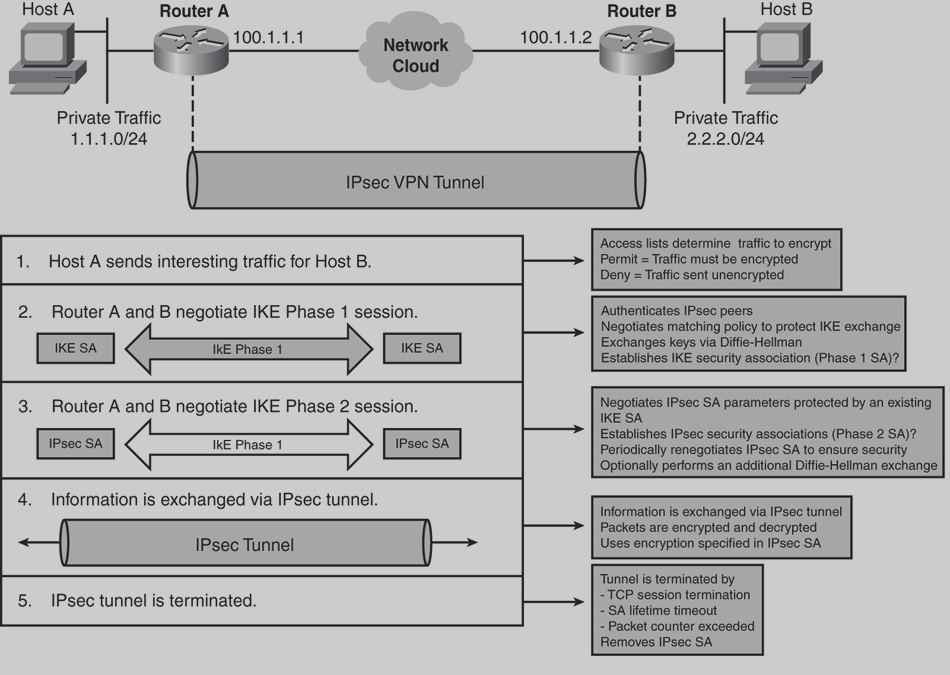 Host A
Router A
Router B
Host B
100.1.1.1
Network
Cloud
100.1.1.2
Private Traffic
1.1.1.0/24
Private Traffic
2.2.2.0/24
IPsec VPN Tunnel
1. Host A sends interesting traffic for Host B.
Access lists determine traffic to encrypt
Permit = Traffic must be encrypted
Deny = Traffic sent unencrypted
2. Router A and B negotiate IKE Phase 1 session.
IKE SA
IkE Phase 1
IKE SA
Authenticates IPsec peers
Negotiates matching policy to protect IKE exchange
Exchanges keys via Diffie-Hellman
Establishes IKE security association (Phase 1 SA)?
3. Router A and B negotiate IKE Phase 2 session.
IPsec SA
IkE Phase 1
IPsec SA
Negotiates IPsec SA parameters protected by an existing
IKE SA
Establishes IPsec security associations (Phase 2 SA)?
Periodically renegotiates IPsec SA to ensure security
Optionally performs an additional Diffie-Hellman exchange
4. Information is exchanged via IPsec tunnel.
IPsec Tunnel
Information is exchanged via IPsec tunnel
Packets are encrypted and decrypted
Uses encryption specified in IPsec SA
5. IPsec tunnel is terminated.
Tunnel is terminated by
- TCP session termination
- SA lifetime timeout
- Packet counter exceeded
Removes IPsec SA